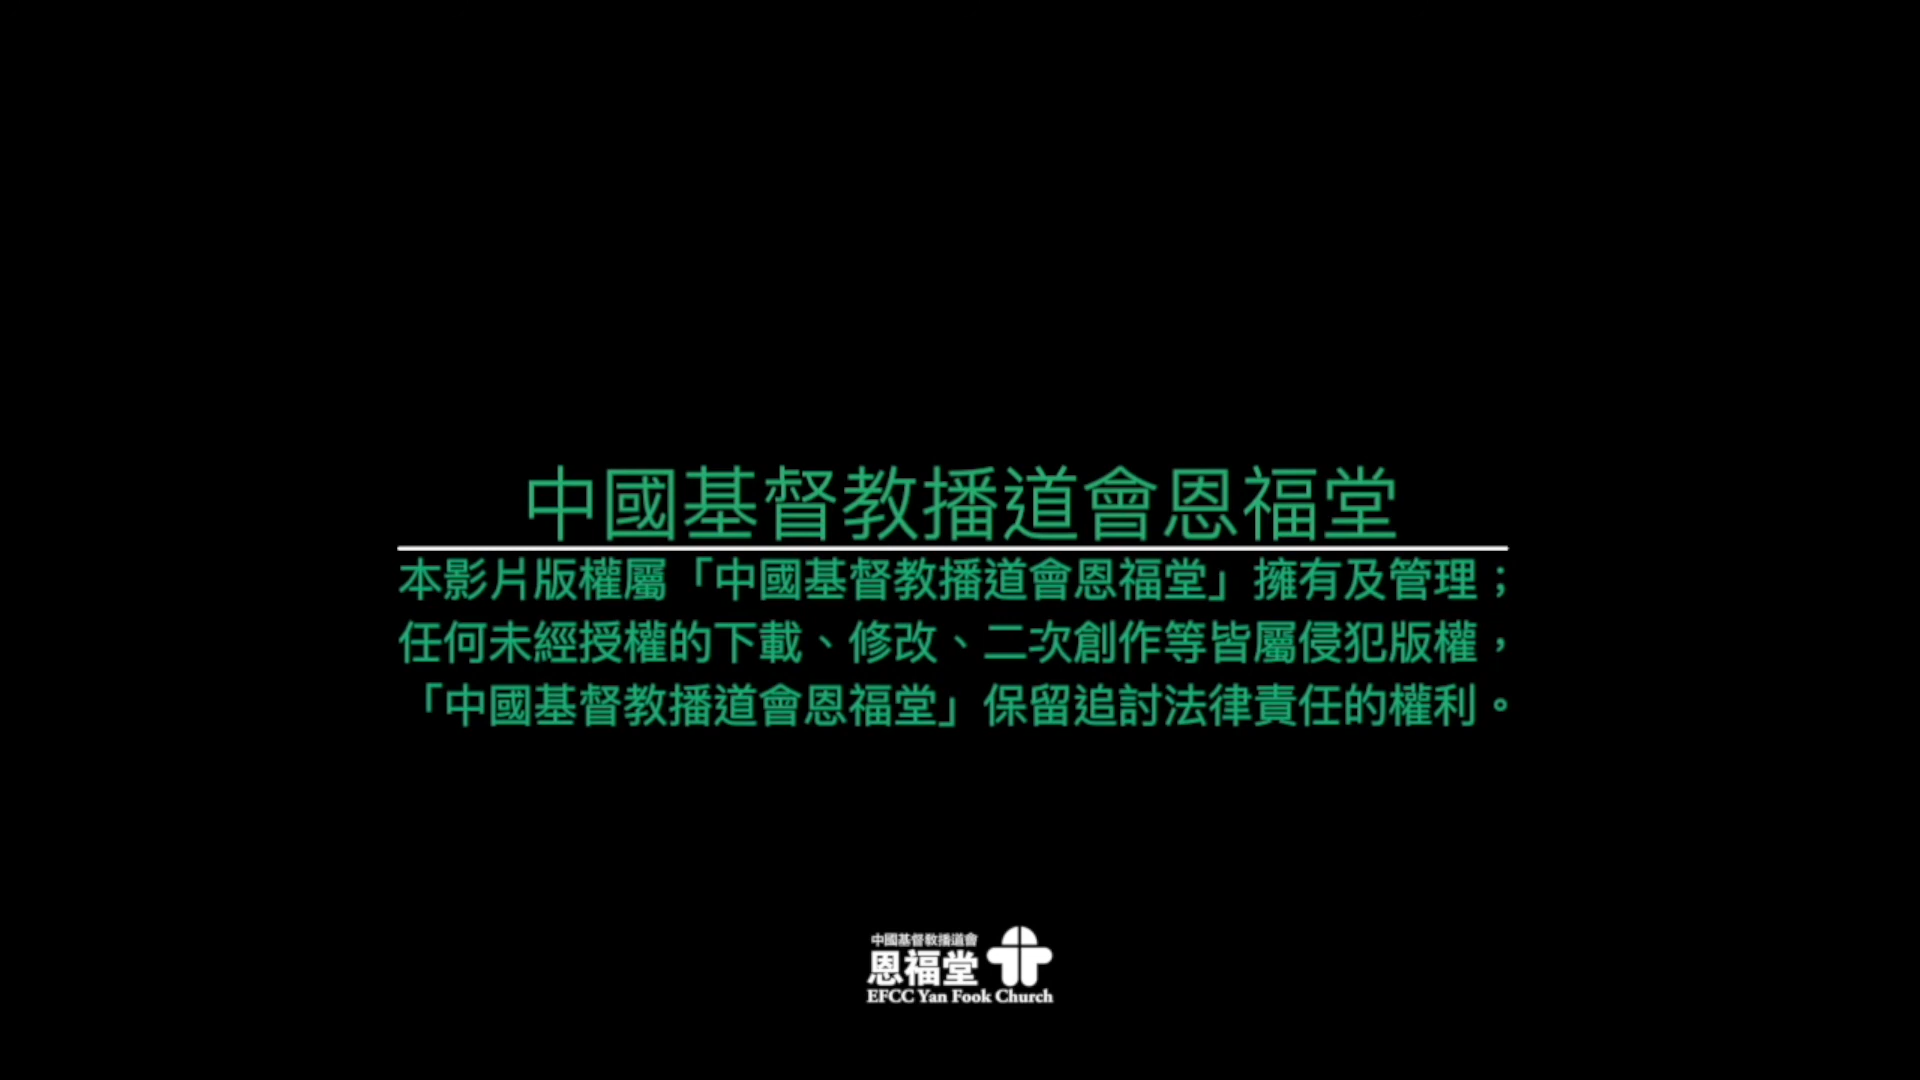 中國基督教播道會恩福堂
本影片版權屬「中國基督教播道會恩福堂」擁有及管理；
任何未經授權的下載、修改、二次創作等皆屬侵犯版權，
「中國基督教播道會恩福堂」保留追討法律責任的權利。
中國基督教播道會
恩福堂
EFCC Yan Fook Church